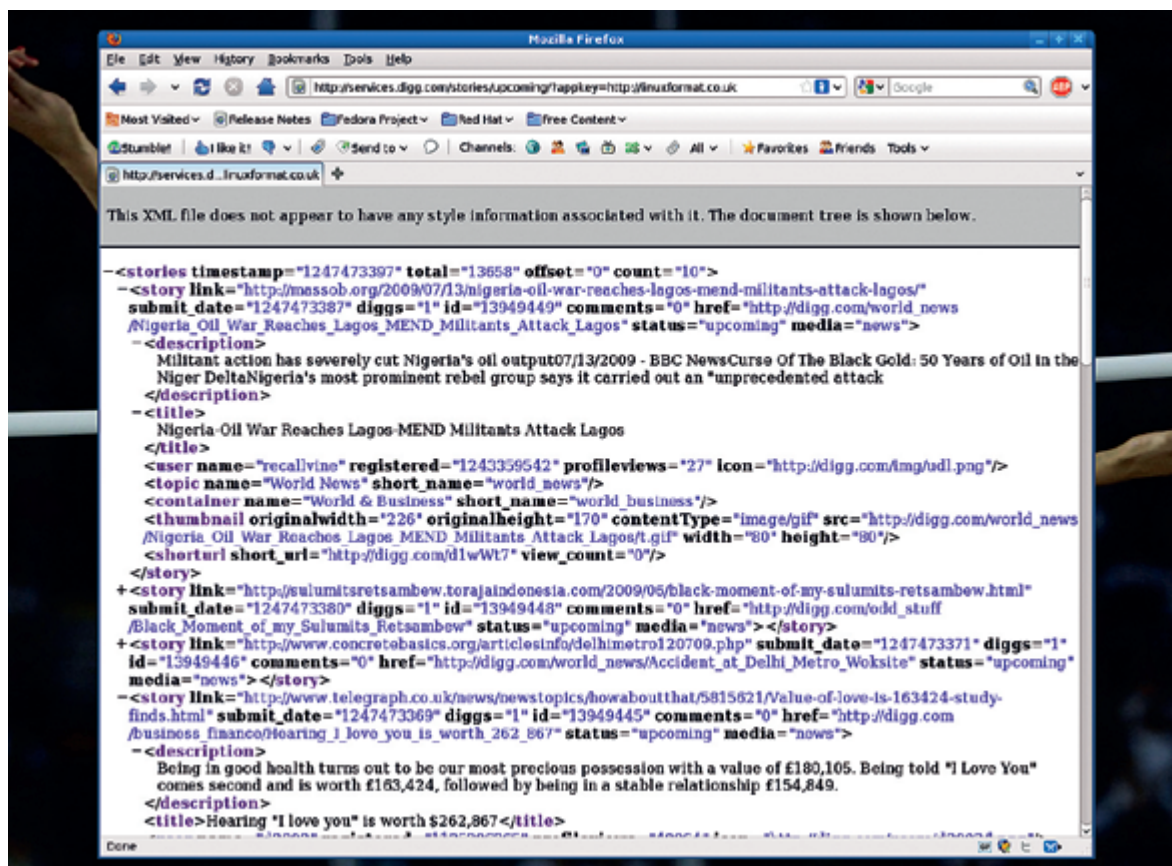 Mozilla Firefox
File Edit View History Bookmarks Tools Help
http://services.digg.com/stories/upcoming/?appkey=http://linuxformat.co.uk Google ABP
Most Visited Release Notes Fedora Project Red Hat Free Content
Stumble! I like it! Send to Channels: All Favorites Friends Tools
http://services.d...linuxformat.co.uk
This XML file does not appear to have any style information associated with it. The document tree is shown below.
−<stories timestamp="1247473397" total="13658" offset="0" count="10">
−<story link="http://massob.org/2009/07/13/nigeria-oil-war-reaches-lagos-mend-militants-attack-lagos/"
submit_date="1247473387" diggs="1" id="13949449" comments="0" href="http://digg.com/world_news
/Nigeria_Oil_War_Reaches_Lagos_MEND_Militants_Attack_Lagos" status="upcoming" media="news">
−<description>
Militant action has severely cut Nigeria's oil output07/13/2009 - BBC NewsCurse Of The Black Gold: 50 Years of Oil in the
Niger DeltaNigeria's most prominent rebel group says it carried out an "unprecedented attack
</description>
−<title>
Nigeria-Oil War Reaches Lagos-MEND Militants Attack Lagos
</title>
<user name="recallvine" registered="1243359542" profileviews="27" icon="http://digg.com/img/udl.png"/>
<topic name="World News" short_name="world_news"/>
<container name="World & Business" short_name="world_business"/>
<thumbnail originalwidth="226" originalheight="170" contentType="image/gif" src="http://digg.com/world_news
/Nigeria_Oil_War_Reaches_Lagos_MEND_Militants_Attack_Lagos/t.gif" width="80" height="80"/>
<shorturl short_url="http://digg.com/d1wWt7" view_count="0"/>
</story>
+<story link="http://sulumitsretsambew.torajaindonesia.com/2009/06/black-moment-of-my-sulumits-retsambew.html"
submit_date="1247473380" diggs="1" id="13949448" comments="0" href="http://digg.com/odd_stuff
/Black_Moment_of_my_Sulumits_Retsambew" status="upcoming" media="news"></story>
+<story link="http://www.concretebasics.org/articlesinfo/delhimetro120709.php" submit_date="1247473371" diggs="1"
id="13949446" comments="0" href="http://digg.com/world_news/Accident_at_Delhi_Metro_Woksite" status="upcoming"
media="news"></story>
−<story link="http://www.telegraph.co.uk/news/newstopics/howaboutthat/5815621/Value-of-love-is-163424-study-
finds.html" submit_date="1247473369" diggs="1" id="13949445" comments="0" href="http://digg.com
/business_finance/Hearing_I_love_you_is_worth_262_867" status="upcoming" media="news">
−<description>
Being in good health turns out to be our most precious possession with a value of £180,105. Being told "I Love You"
comes second and is worth £163,424, followed by being in a stable relationship £154,849.
</description>
<title>Hearing "I love you" is worth $262,867</title>
Done